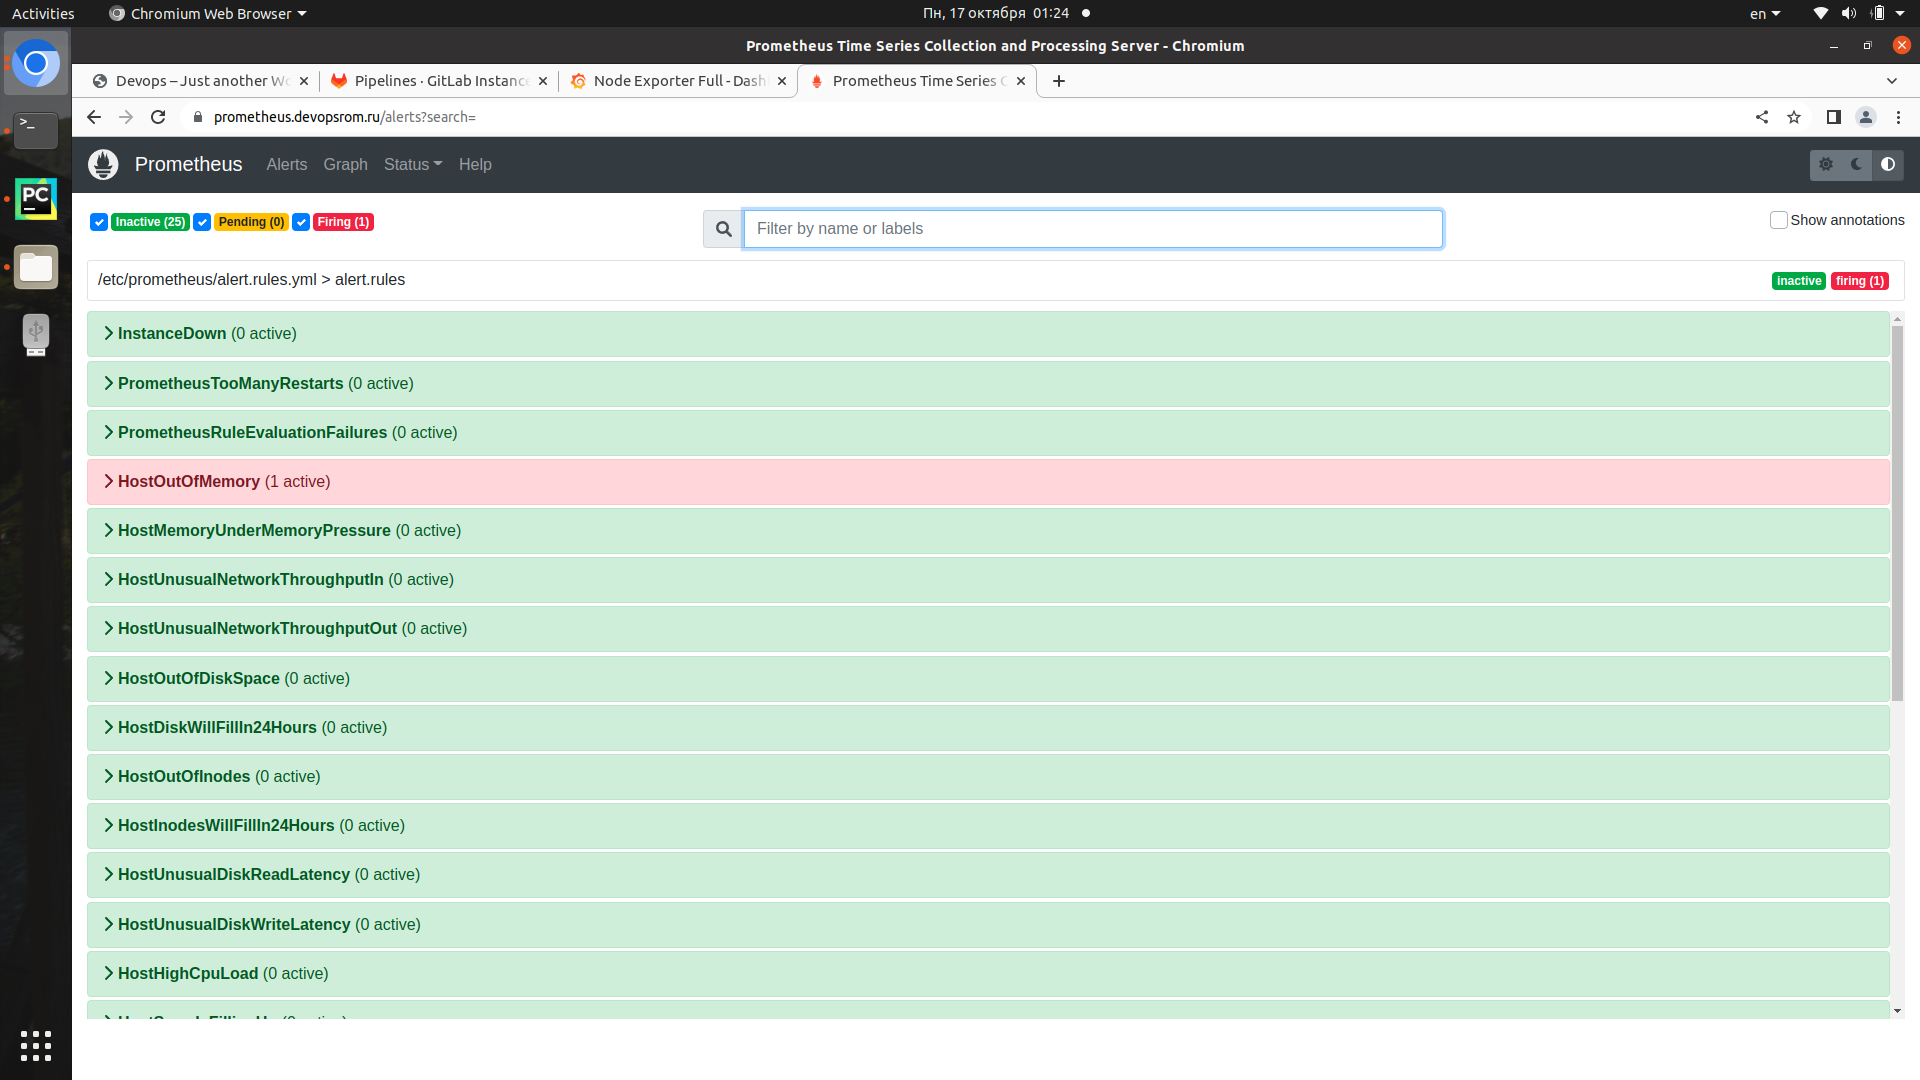 Activities
Chromium Web Browser
Пн, 17 октября 01:24
en
Prometheus Time Series Collection and Processing Server - Chromium
Devops – Just another Wo
Pipelines · GitLab Instance
Node Exporter Full - Dash
Prometheus Time Series C
prometheus.devopsrom.ru/alerts?search=
Prometheus
Alerts
Graph
Status
Help
Inactive (25)
Pending (0)
Firing (1)
Filter by name or labels
Show annotations
/etc/prometheus/alert.rules.yml > alert.rules
inactive
firing (1)
InstanceDown (0 active)
PrometheusTooManyRestarts (0 active)
PrometheusRuleEvaluationFailures (0 active)
HostOutOfMemory (1 active)
HostMemoryUnderMemoryPressure (0 active)
HostUnusualNetworkThroughputIn (0 active)
HostUnusualNetworkThroughputOut (0 active)
HostOutOfDiskSpace (0 active)
HostDiskWillFillIn24Hours (0 active)
HostOutOfInodes (0 active)
HostInodesWillFillIn24Hours (0 active)
HostUnusualDiskReadLatency (0 active)
HostUnusualDiskWriteLatency (0 active)
HostHighCpuLoad (0 active)